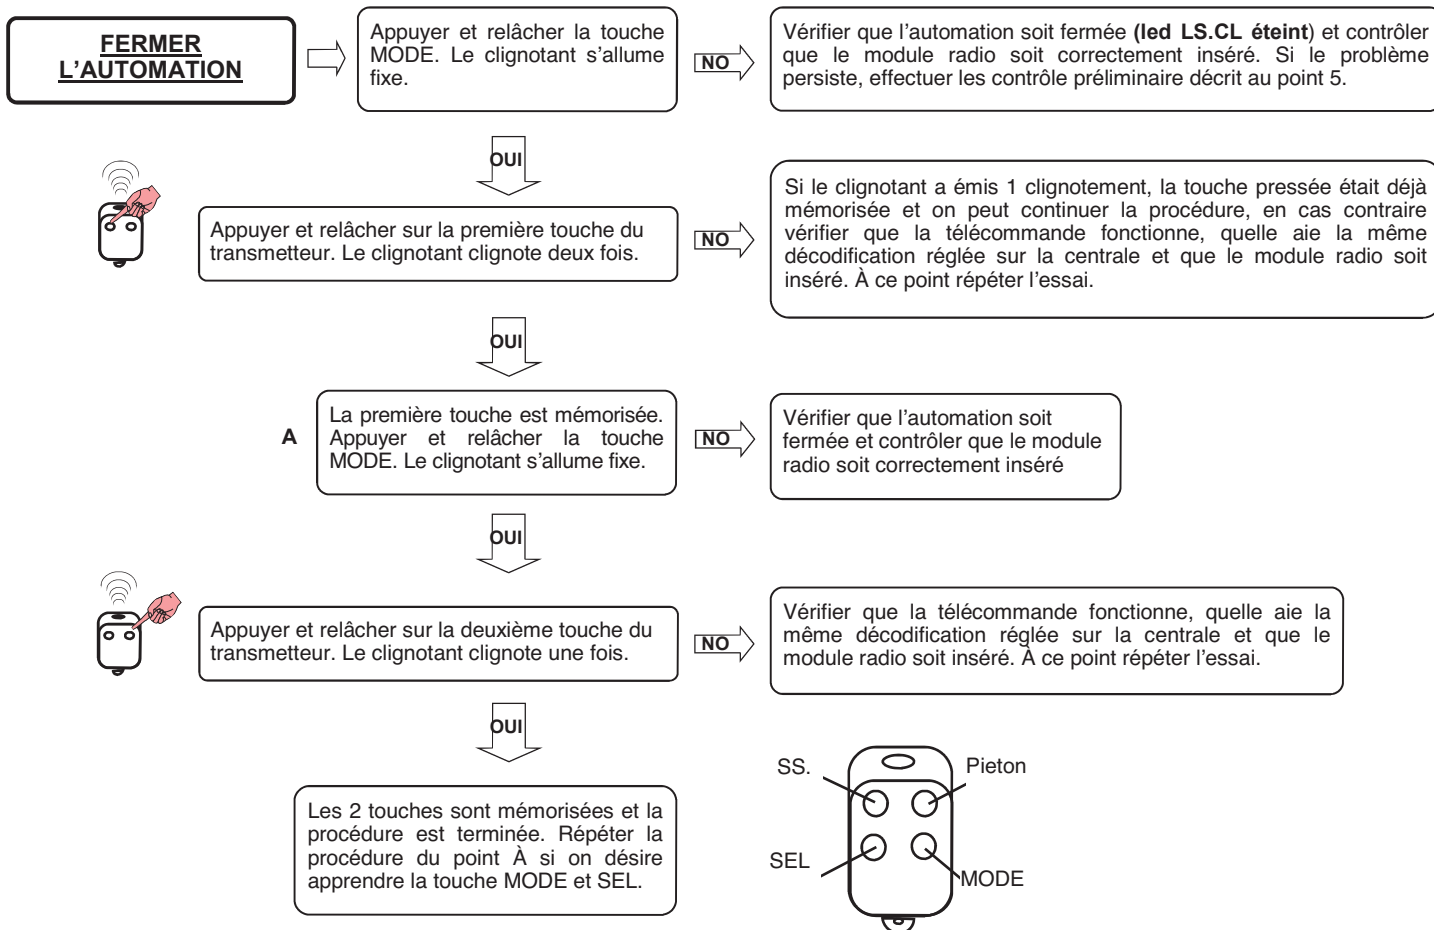 FERMER
L'AUTOMATION
Appuyer et relâcher la touche
MODE. Le clignotant s'allume
fixe.
NO
Vérifier que l'automation soit fermée (led LS.CL éteint) et contrôler
que le module radio soit correctement inséré. Si le problème
persiste, effectuer les contrôle préliminaire décrit au point 5.
OUI
Appuyer et relâcher sur la première touche du
transmetteur. Le clignotant clignote deux fois.
NO
Si le clignotant a émis 1 clignotement, la touche pressée était déjà
mémorisée et on peut continuer la procédure, en cas contraire
vérifier que la télécommande fonctionne, quelle aie la même
décodification réglée sur la centrale et que le module radio soit
inséré. À ce point répéter l'essai.
OUI
A
La première touche est mémorisée.
Appuyer et relâcher la touche
MODE. Le clignotant s'allume fixe.
NO
Vérifier que l'automation soit
fermée et contrôler que le module
radio soit correctement inséré
OUI
Appuyer et relâcher sur la deuxième touche du
transmetteur. Le clignotant clignote une fois.
NO
Vérifier que la télécommande fonctionne, quelle aie la
même décodification réglée sur la centrale et que le
module radio soit inséré. À ce point répéter l'essai.
OUI
Les 2 touches sont mémorisées et la
procédure est terminée. Répéter la
procédure du point À si on désire
apprendre la touche MODE et SEL.
SS.
Pieton
SEL
MODE